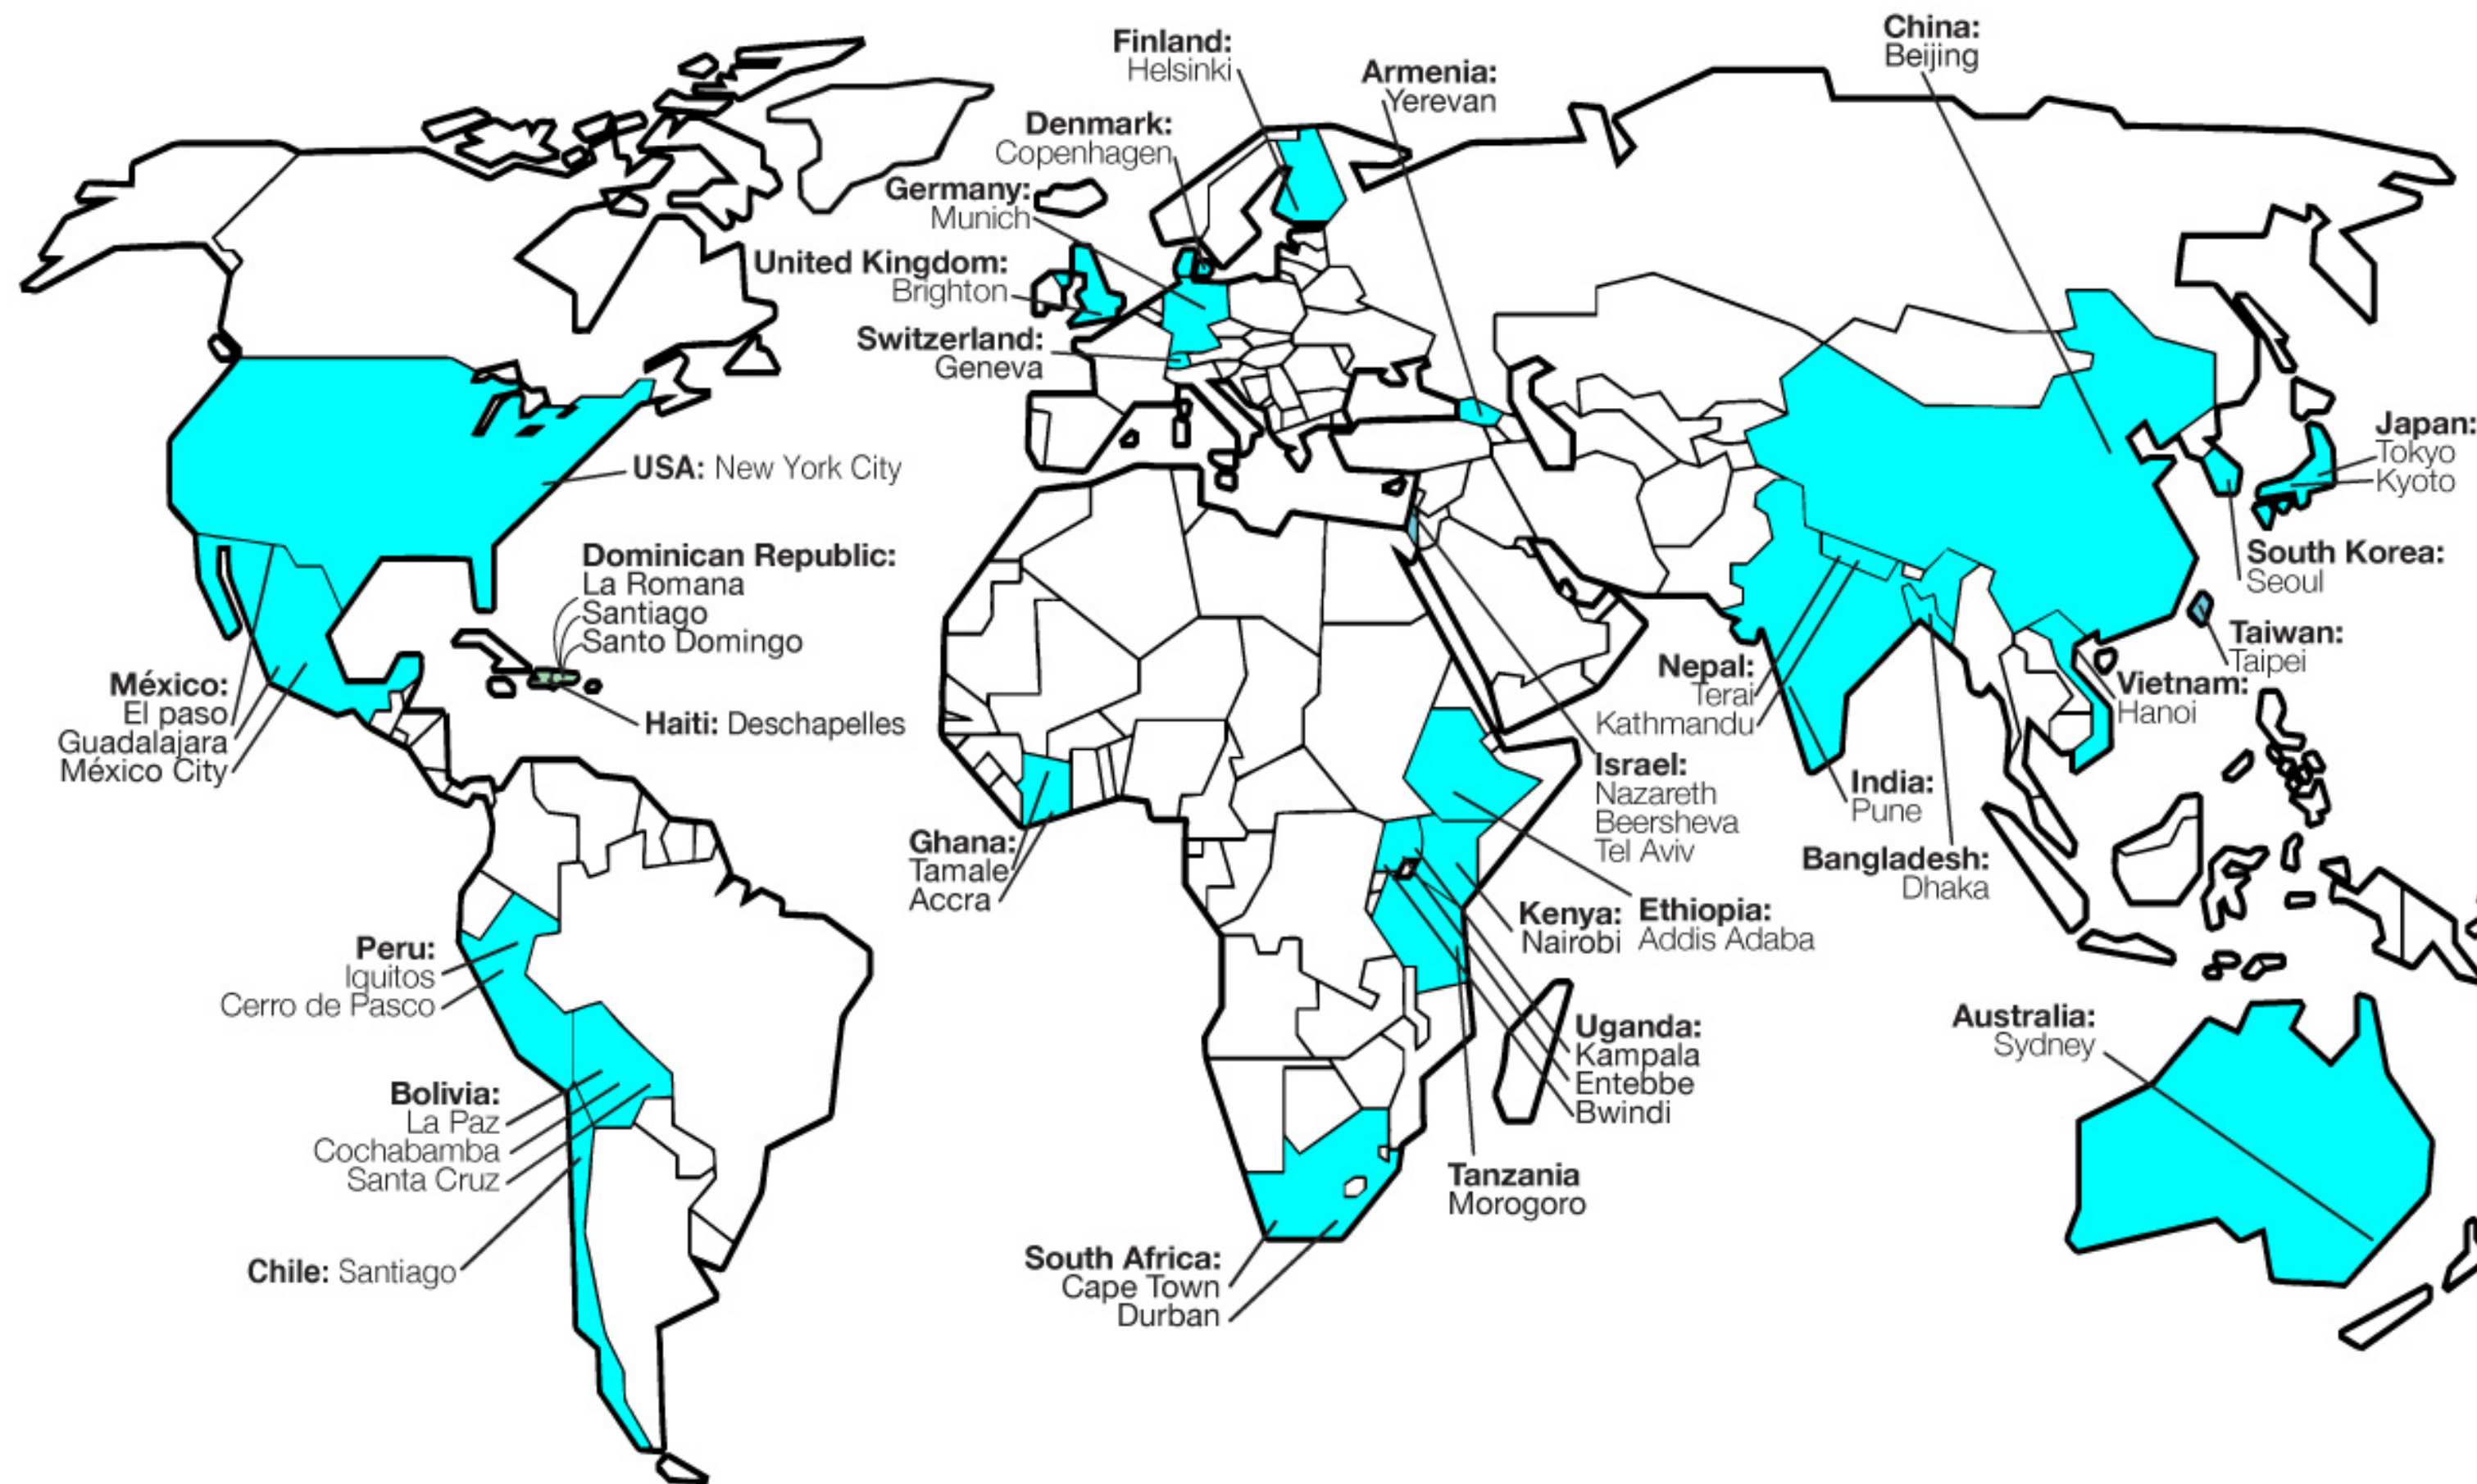 Finland:
Helsinki
Armenia:
Yerevan
China:
Beijing
Denmark:
Copenhagen
Germany:
Munich
United Kingdom:
Brighton
Switzerland:
Geneva
USA: New York City
Dominican Republic:
La Romana
Santiago
Santo Domingo
Haiti: Deschapelles
México:
El paso
Guadalajara
México City
Japan:
Tokyo
Kyoto
South Korea:
Seoul
Taiwan:
Taipei
Vietnam:
Hanoi
Nepal:
Terai
Kathmandu
India:
Pune
Bangladesh:
Dhaka
Israel:
Nazareth
Beersheva
Tel Aviv
Ghana:
Tamale
Accra
Kenya:
Nairobi
Ethiopia:
Addis Adaba
Peru:
Iquitos
Cerro de Pasco
Uganda:
Kampala
Entebbe
Bwindi
Australia:
Sydney
Bolivia:
La Paz
Cochabamba
Santa Cruz
Tanzania
Morogoro
Chile: Santiago
South Africa:
Cape Town
Durban